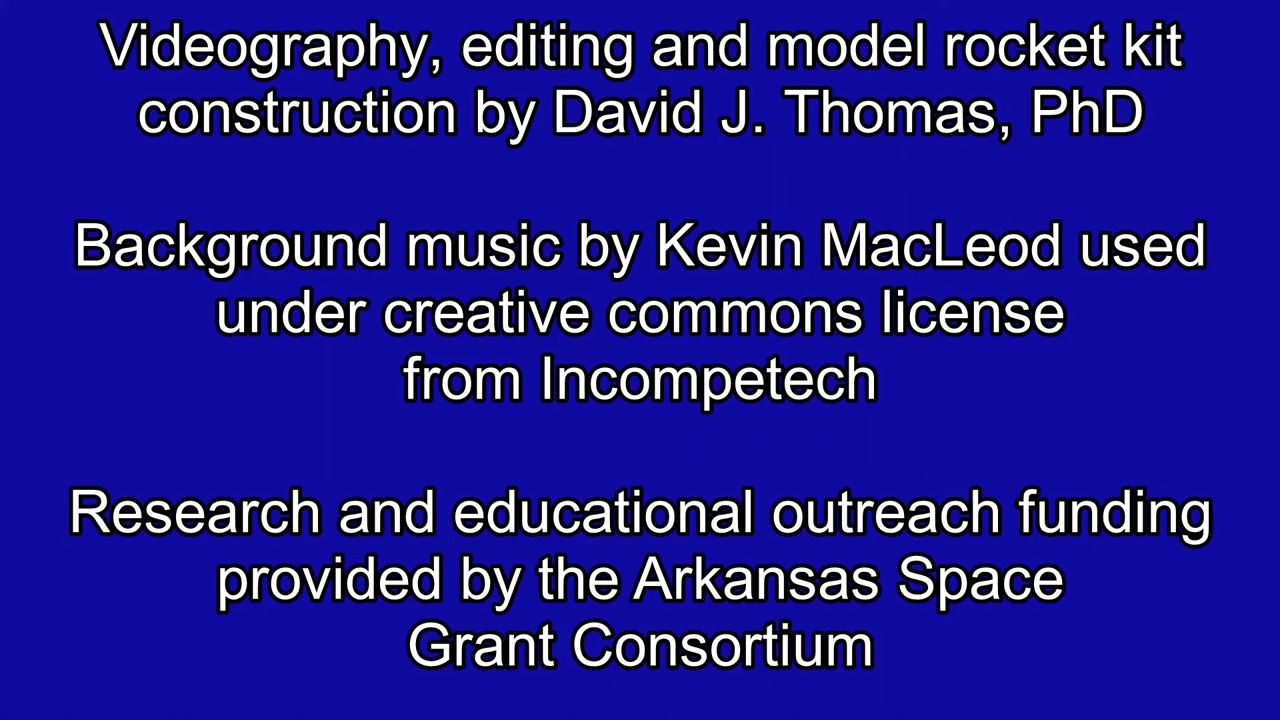 Videography, editing and model rocket kit
construction by David J. Thomas, PhD
Background music by Kevin MacLeod used
under creative commons license
from Incompetech
Research and educational outreach funding
provided by the Arkansas Space
Grant Consortium